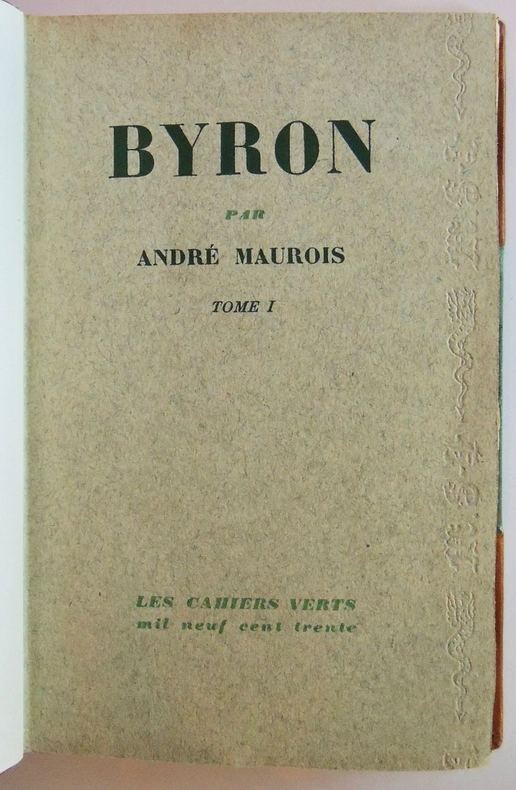 BYRON
PAR
ANDRÉ MAUROIS
TOME I
LES CAHIERS VERTS
mil neuf cent trente